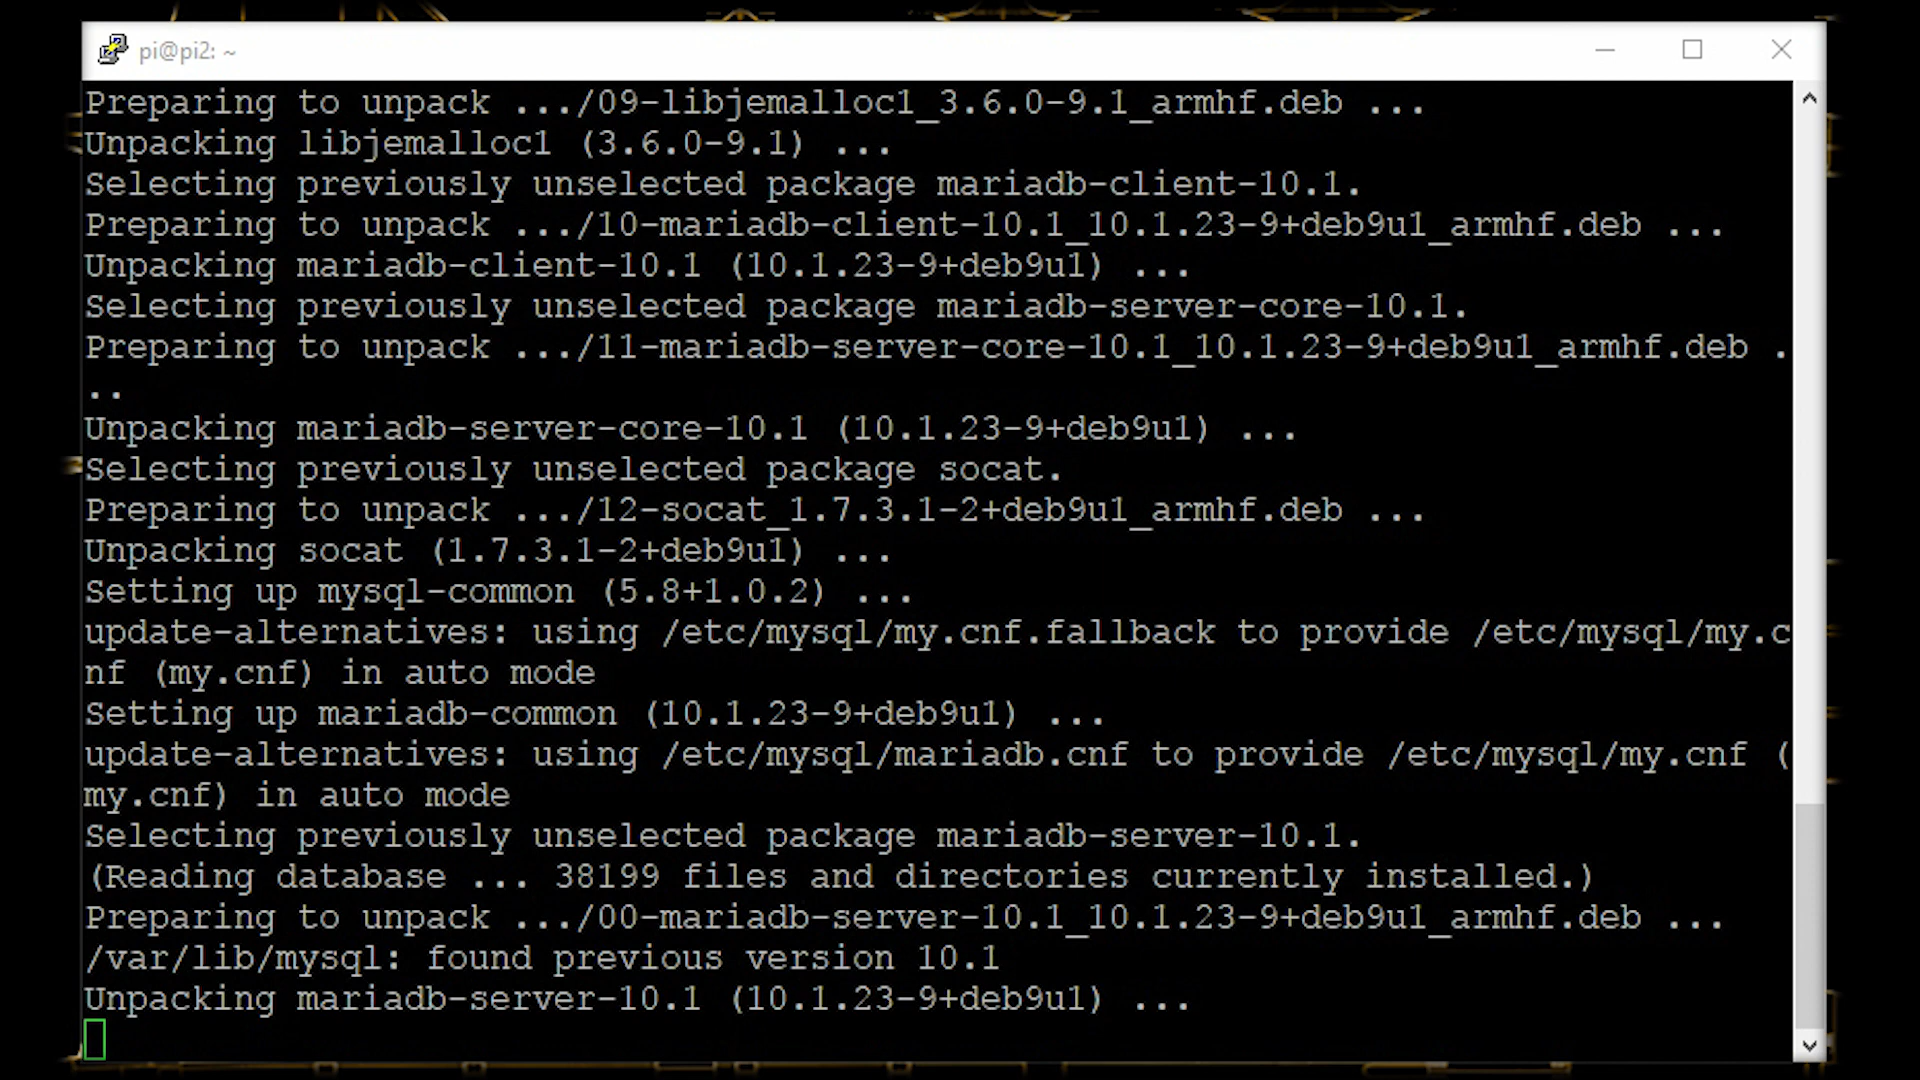 pi@pi2: ~
Preparing to unpack .../09-libjemalloc1_3.6.0-9.1_armhf.deb ...
Unpacking libjemalloc1 (3.6.0-9.1) ...
Selecting previously unselected package mariadb-client-10.1.
Preparing to unpack .../10-mariadb-client-10.1_10.1.23-9+deb9u1_armhf.deb ...
Unpacking mariadb-client-10.1 (10.1.23-9+deb9u1) ...
Selecting previously unselected package mariadb-server-core-10.1.
Preparing to unpack .../11-mariadb-server-core-10.1_10.1.23-9+deb9u1_armhf.deb .
..
Unpacking mariadb-server-core-10.1 (10.1.23-9+deb9u1) ...
Selecting previously unselected package socat.
Preparing to unpack .../12-socat_1.7.3.1-2+deb9u1_armhf.deb ...
Unpacking socat (1.7.3.1-2+deb9u1) ...
Setting up mysql-common (5.8+1.0.2) ...
update-alternatives: using /etc/mysql/my.cnf.fallback to provide /etc/mysql/my.c
nf (my.cnf) in auto mode
Setting up mariadb-common (10.1.23-9+deb9u1) ...
update-alternatives: using /etc/mysql/mariadb.cnf to provide /etc/mysql/my.cnf (
my.cnf) in auto mode
Selecting previously unselected package mariadb-server-10.1.
(Reading database ... 38199 files and directories currently installed.)
Preparing to unpack .../00-mariadb-server-10.1_10.1.23-9+deb9u1_armhf.deb ...
/var/lib/mysql: found previous version 10.1
Unpacking mariadb-server-10.1 (10.1.23-9+deb9u1) ...